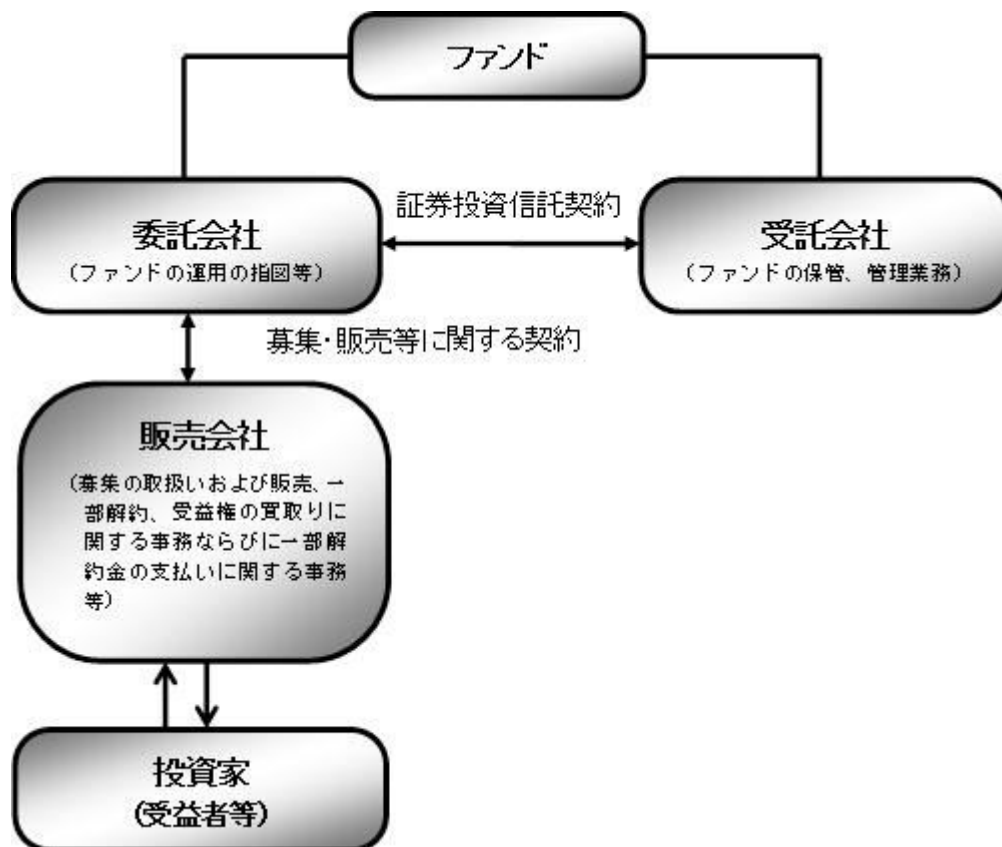 ファンド
証券投資信託契約
委託会社
(ファンドの運用の指図等)
受託会社
(ファンドの保管、管理業務)
募集・販売等に関する契約
販売会社
(募集の取扱いおよび販売、一
部解約、受益権の買取りに
関する事務ならびに一部解
約金の支払いに関する事務
等)
投資家
(受益者等)